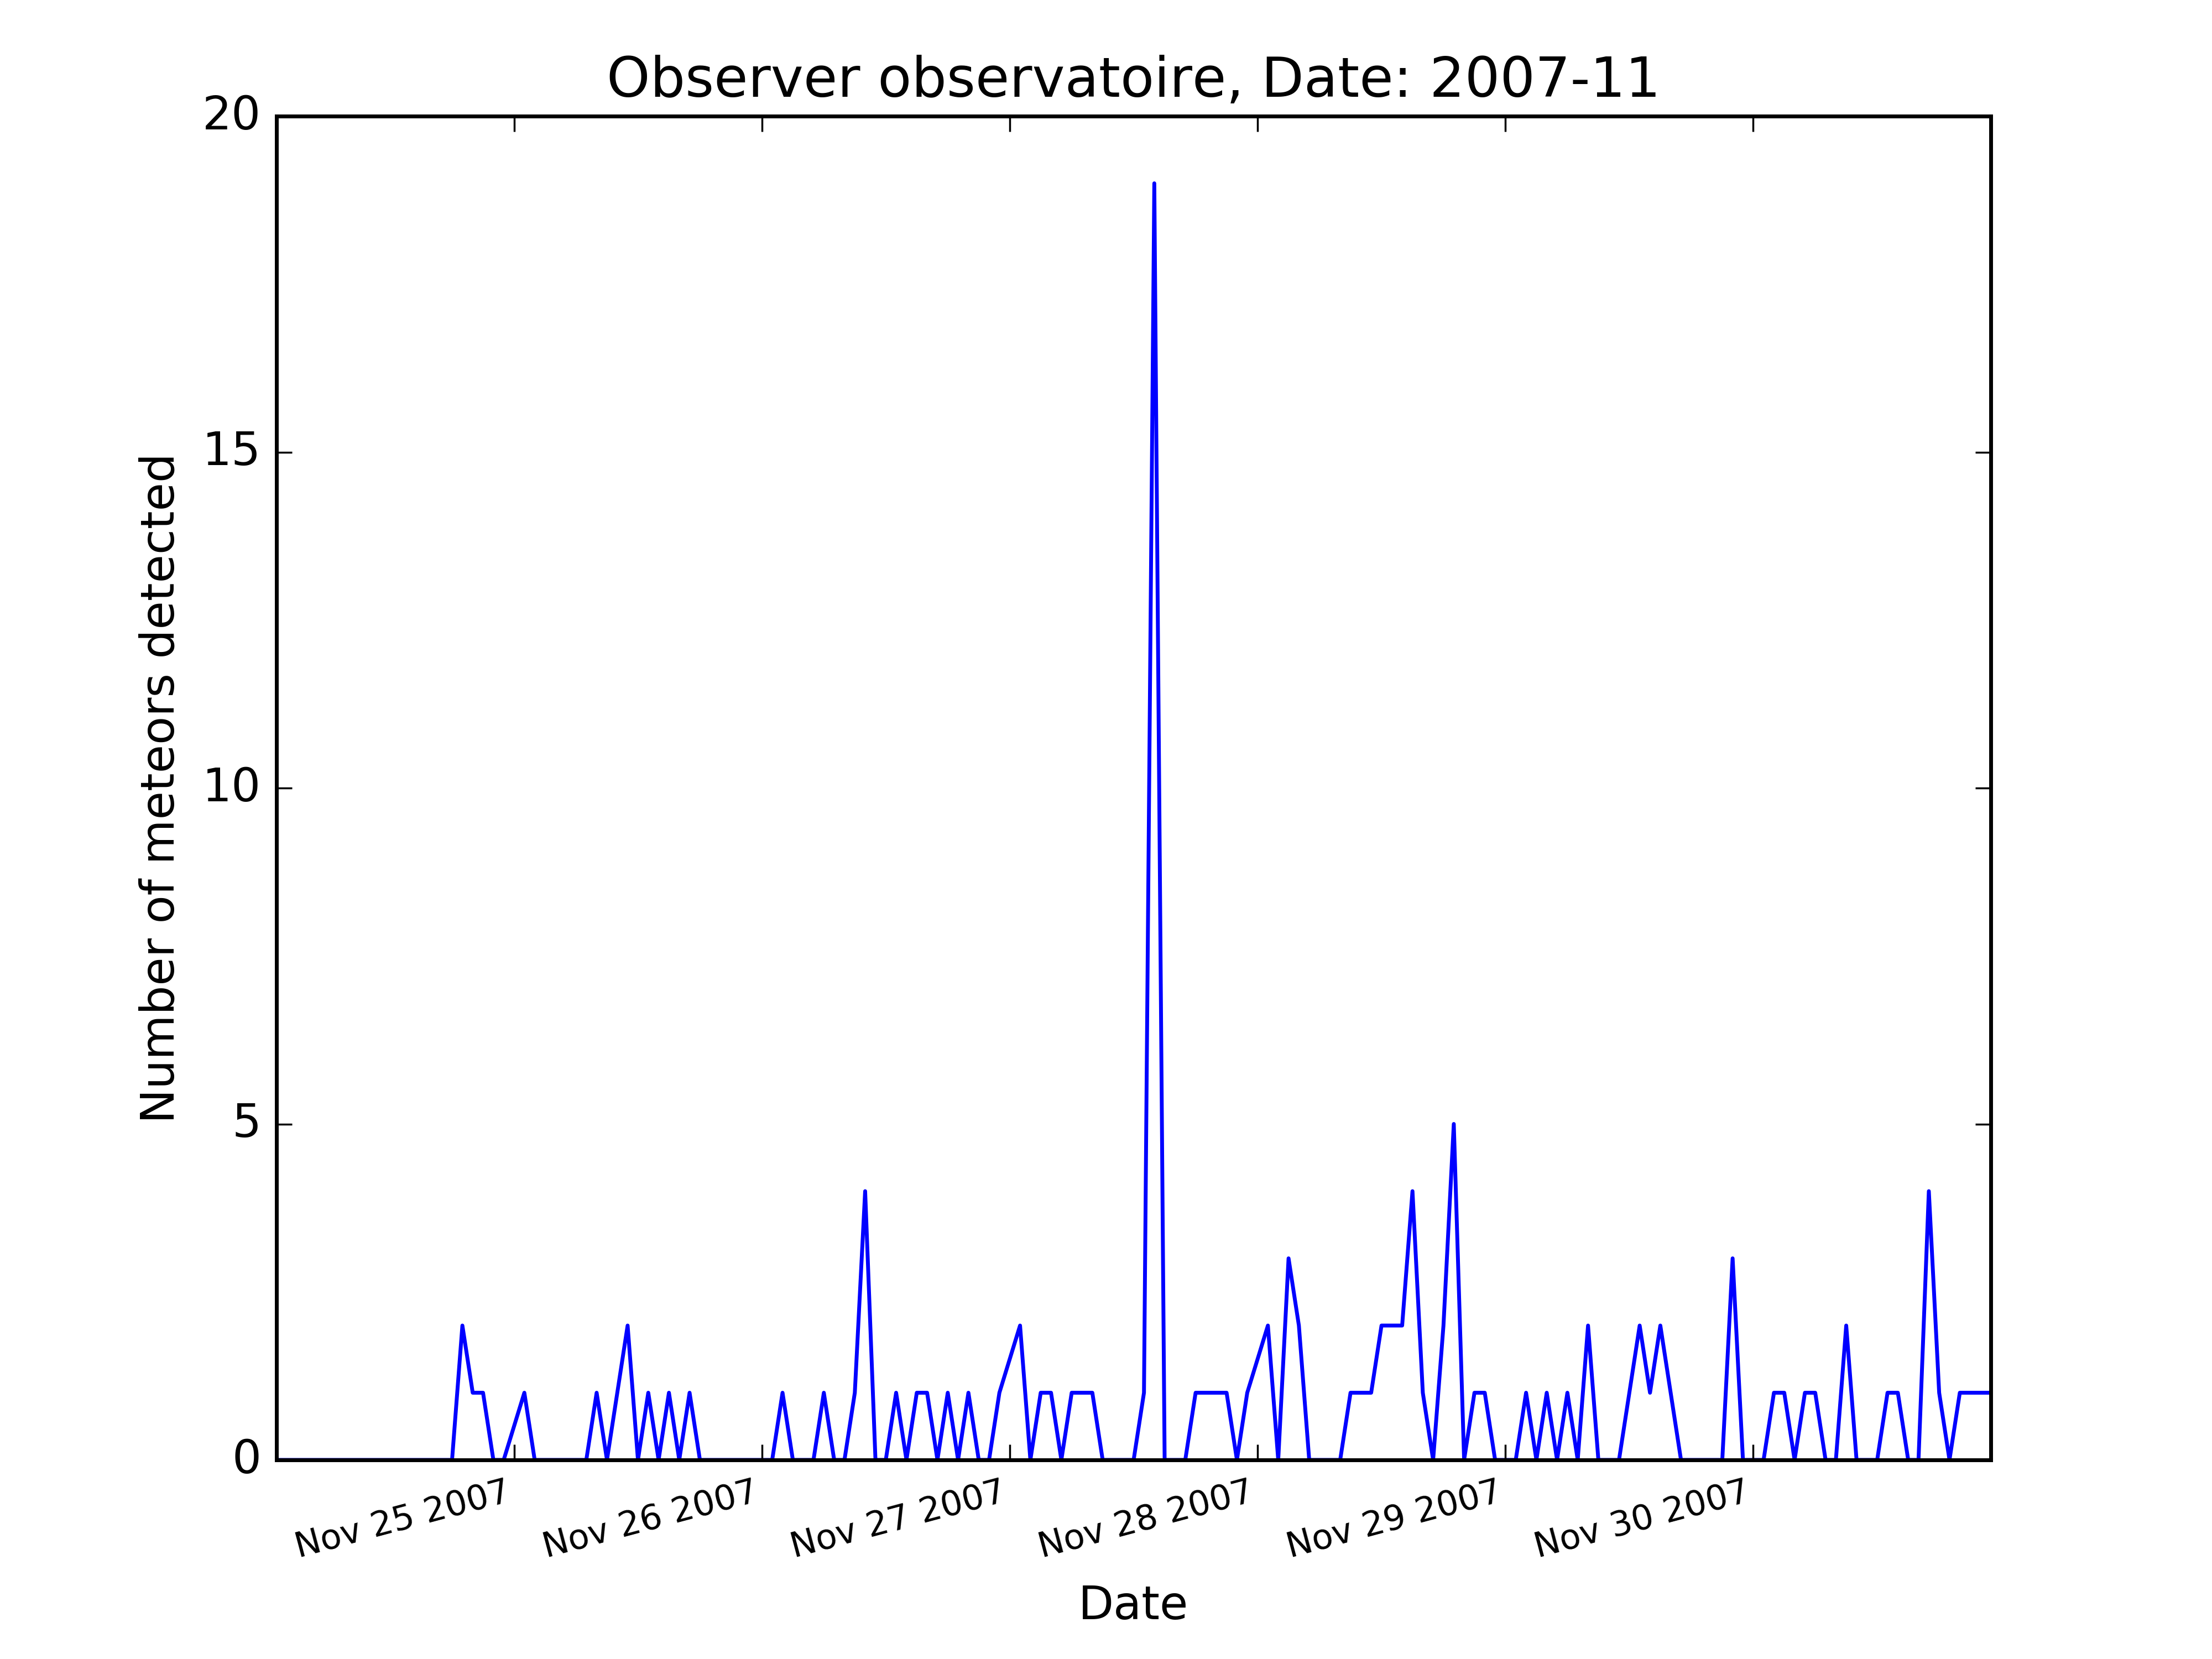 Observer observatoire, Date: 2007-11
20
15
10
5
0
Number of meteors detected
Nov 25 2007
Nov 26 2007
Nov 27 2007
Nov 28 2007
Nov 29 2007
Nov 30 2007
Date